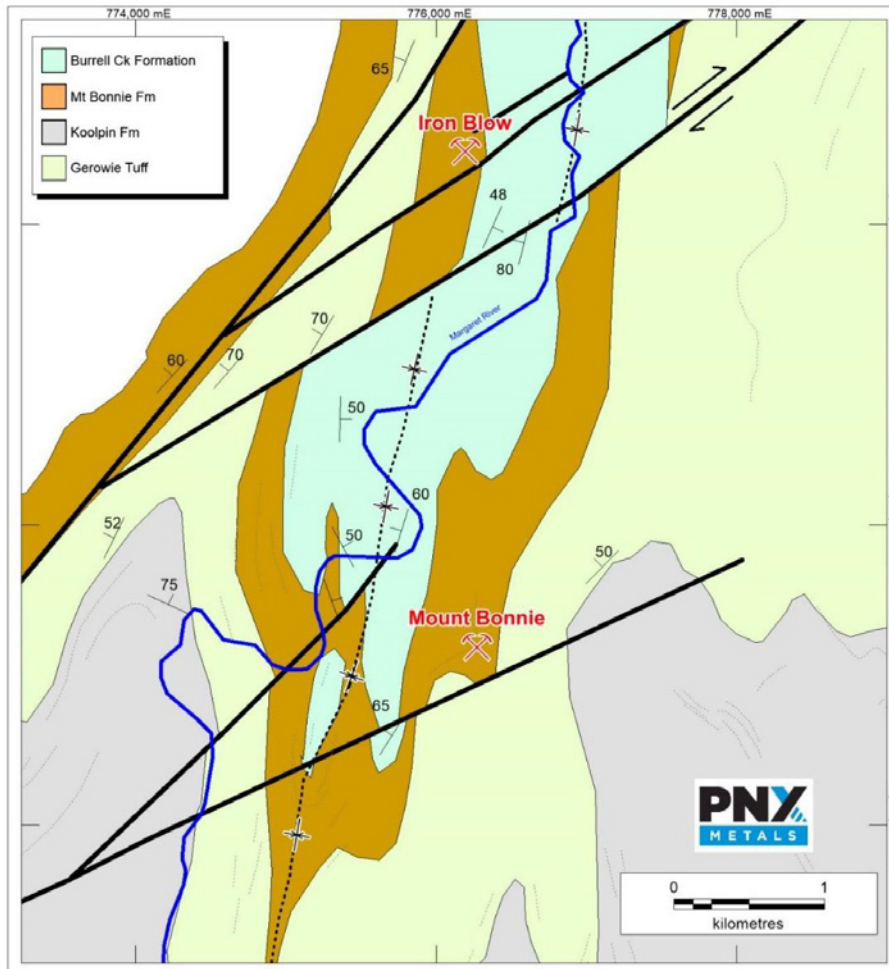 774,000 mE
776,000 mE
778,000 mE
Burrell Ck Formation
Mt Bonnie Fm
Koolpin Fm
Gerowie Tuff
65
Iron Blow
48
80
Margaret River
70
60
70
50
60
52
50
50
75
Mount Bonnie
65
PNX
METALS
0
1
kilometres